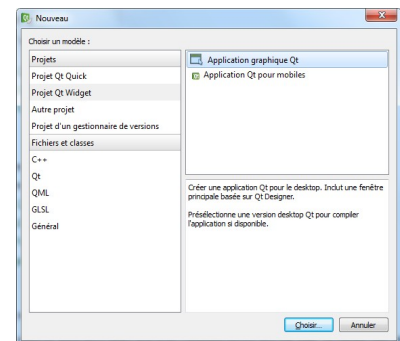 Nouveau
Choisir un modèle :
Projets
Projet Qt Quick
Projet Qt Widget
Autre projet
Projet d'un gestionnaire de versions
Fichiers et classes
C++
Qt
QML
GLSL
Général
Application graphique Qt
Application Qt pour mobiles
Créer une application Qt pour le desktop. Inclut une fenêtre
principale basée sur Qt Designer.
Présélectionne une version desktop Qt pour compiler
l'application si disponible.
Choisir...
Annuler